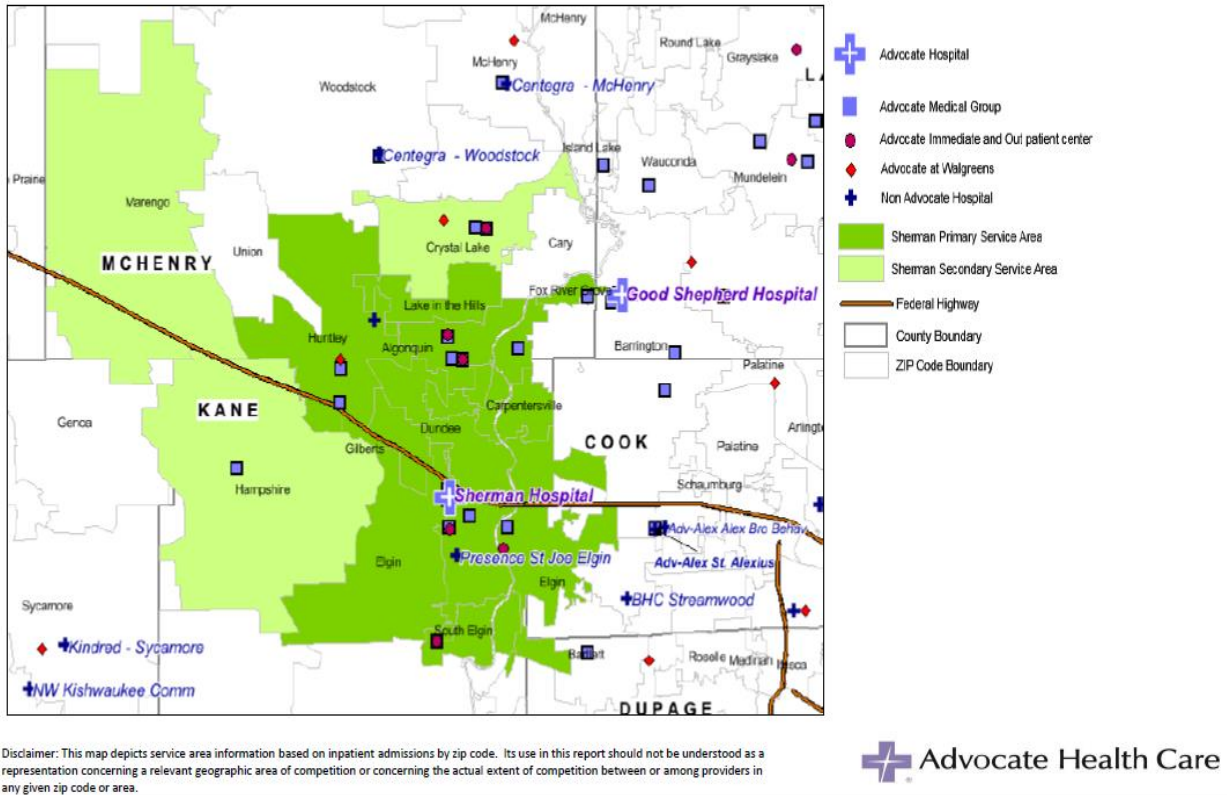 McHenry
Round Lake
Grayslake
McHenry
Woodstock
Centegra - McHenry
Island Lake
Centegra - Woodstock
Wauconda
Prairie
Mundelein
Marengo
Union
Crystal Lake
Cary
MCHENRY
Fox River Grove
Good Shepherd Hospital
Lake in the Hills
Huntley
Algonquin
Barrington
Palatine
KANE
Carpentersville
Genoa
Dundee
COOK
Gilberts
Palatine
Hampshire
Schaumburg
Sherman Hospital
Adv-Alex Alex Bro Behav
Presence St Joe Elgin
Adv-Alex St. Alexius
Elgin
Elgin
BHC Streamwood
Sycamore
South Elgin
Kindred - Sycamore
Bartlett
Roselle
Medinah
Itasca
NW Kishwaukee Comm
DUPAGE
Advocate Hospital
Advocate Medical Group
Advocate Immediate and Out patient center
Advocate at Walgreens
Non Advocate Hospital
Sherman Primary Service Area
Sherman Secondary Service Area
Federal Highway
County Boundary
ZIP Code Boundary
Disclaimer: This map depicts service area information based on inpatient admissions by zip code. Its use in this report should not be understood as a
representation concerning a relevant geographic area of competition or concerning the actual extent of competition between or among providers in
any given zip code or area.
Advocate Health Care